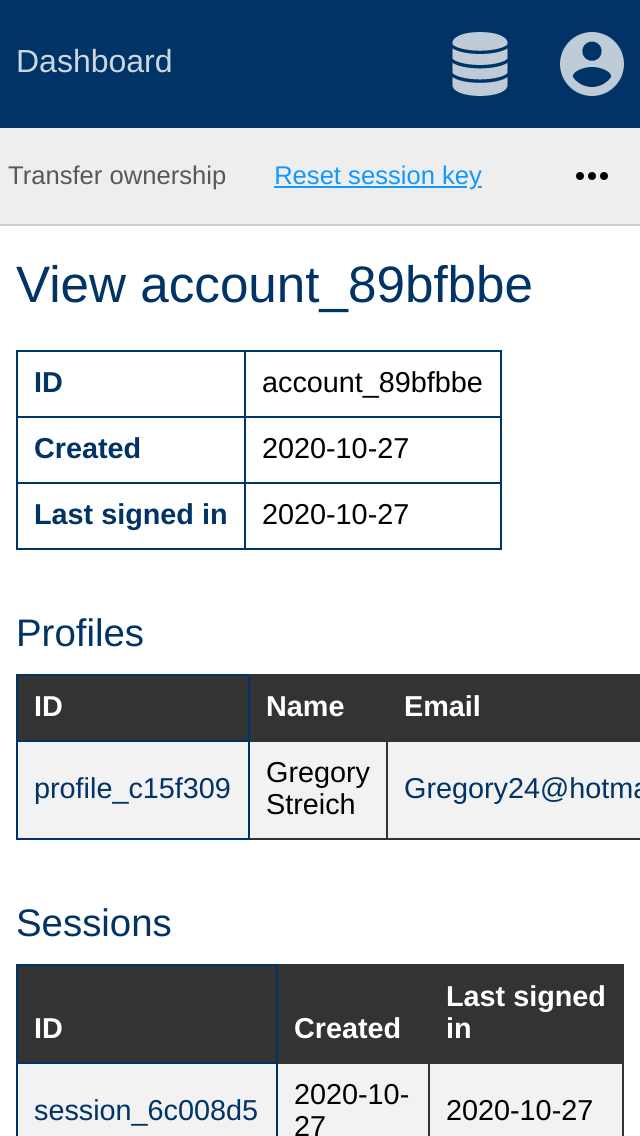 Dashboard
Transfer ownership Reset session key •••
View account_89bfbbe
ID account_89bfbbe
Created 2020-10-27
Last signed in 2020-10-27
Profiles
ID Name Email
profile_c15f309 Gregory Streich Gregory24@hotma
Sessions
ID Created Last signed in
session_6c008d5 2020-10-27 2020-10-27